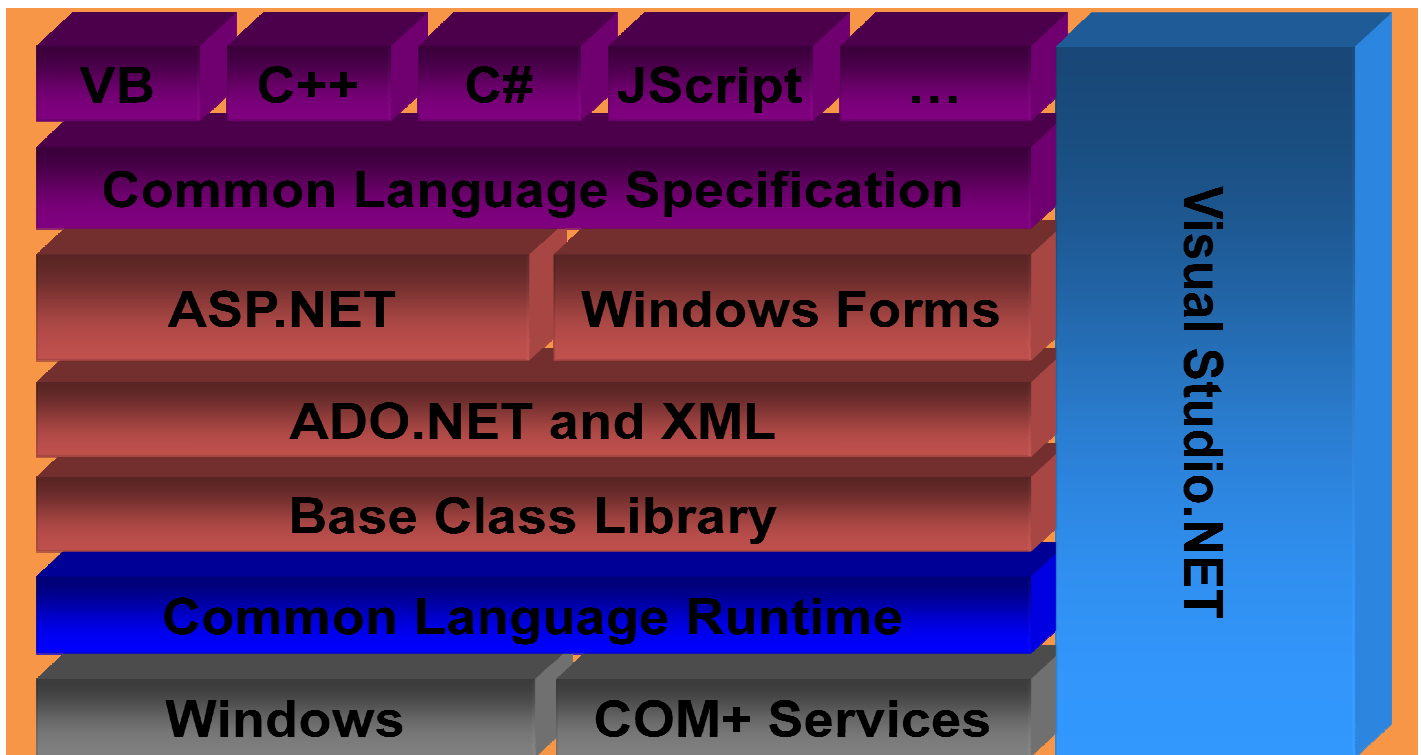 VB
C++
C#
JScript
...
Common Language Specification
ASP.NET
Windows Forms
ADO.NET and XML
Base Class Library
Common Language Runtime
Windows
COM+ Services
Visual Studio.NET